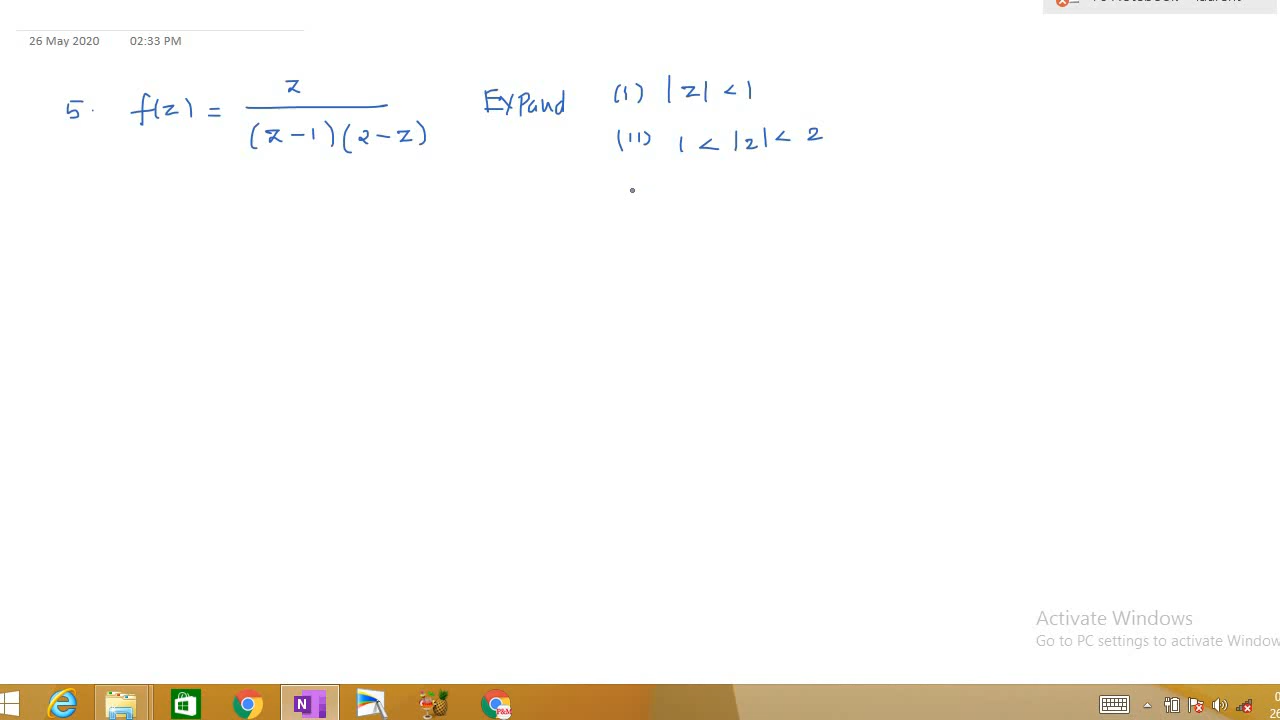 26 May 2020 02:33 PM
5. f(z) = z / (z-1)(2-z) Expand (i) |z| < 1
(ii) 1 < |z| < 2
Activate Windows
Go to PC settings to activate Window